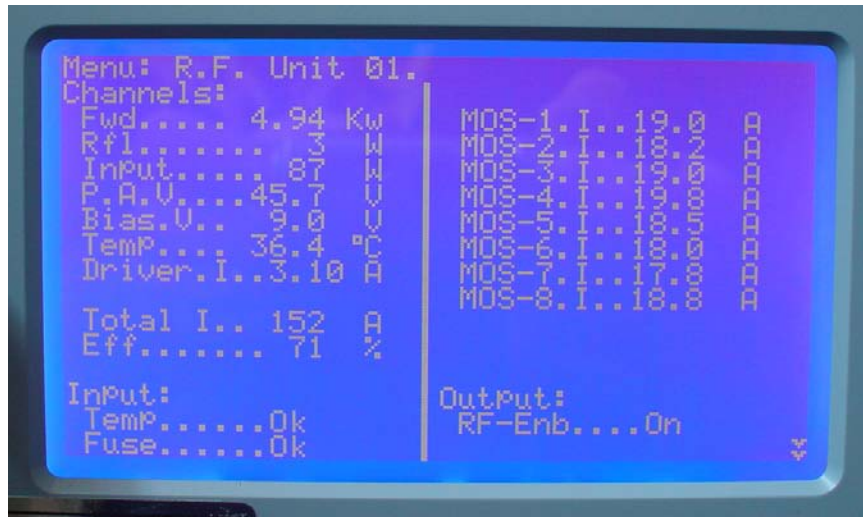 Menu: R.F. Unit 01.
Channels:
Fwd..... 4.94 Kw
Rfl....... 3 W
Input..... 87 W
P.A.V....45.7 V
Bias.V.. 9.0 V
Temp.... 36.4 °C
Driver.I..3.10 A
Total I.. 152 A
Eff....... 71 %
Input:
Temp......Ok
Fuse......Ok
MOS-1.I..19.0 A
MOS-2.I..18.2 A
MOS-3.I..19.0 A
MOS-4.I..19.8 A
MOS-5.I..18.5 A
MOS-6.I..18.0 A
MOS-7.I..17.8 A
MOS-8.I..18.8 A
Output:
RF-Enb....On